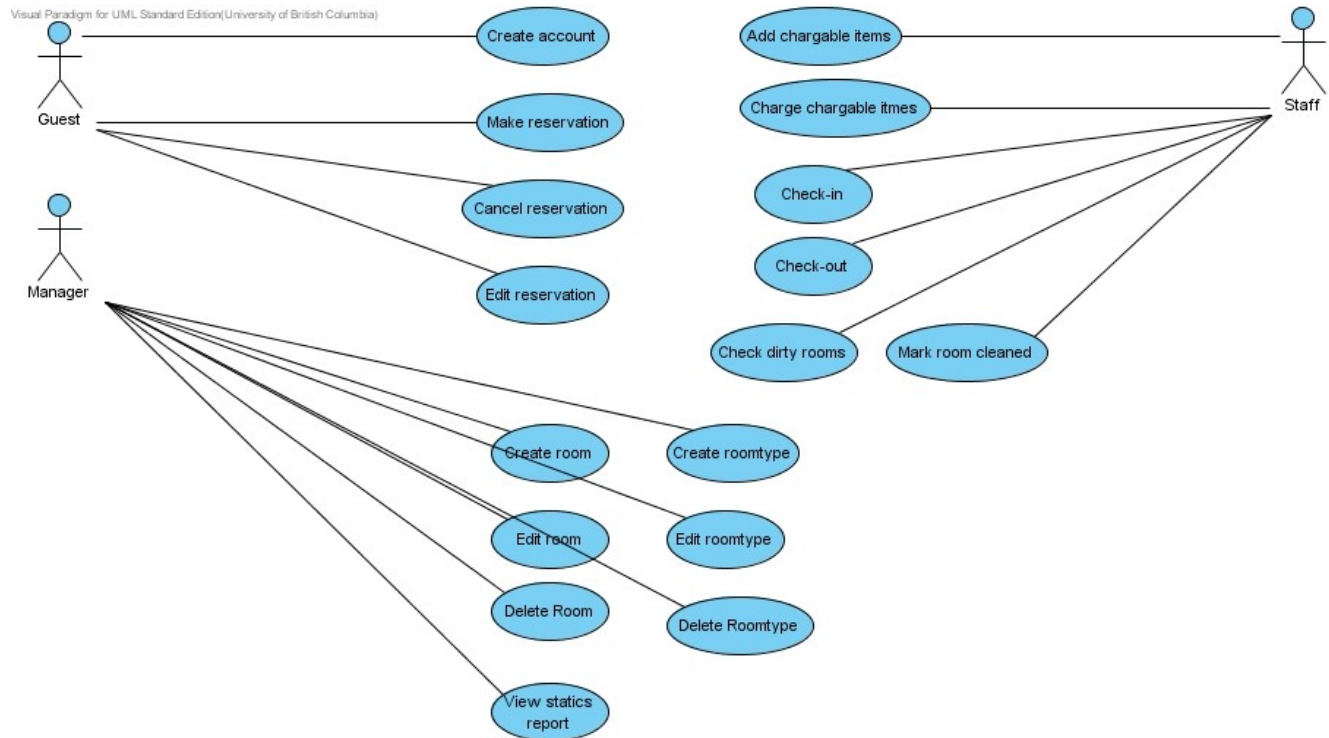 Visual Paradigm for UML Standard Edition(University of British Columbia)
Create account
Add chargable items
Guest
Staff
Make reservation
Charge chargable itmes
Cancel reservation
Check-in
Manager
Edit reservation
Check-out
Check dirty rooms
Mark room cleaned
Create room
Create roomtype
Edit room
Edit roomtype
Delete Room
Delete Roomtype
View statics
report